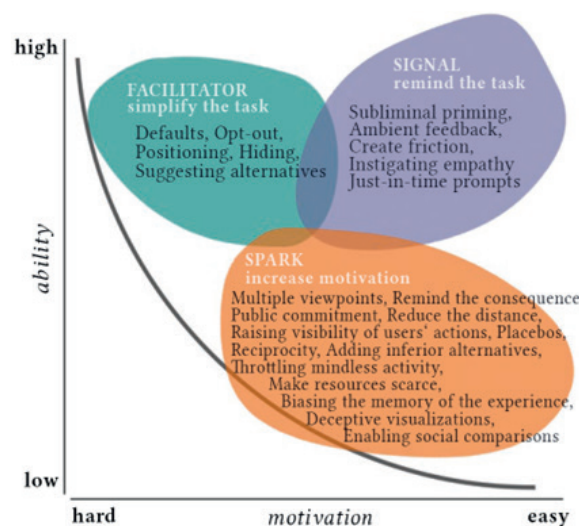 high
FACILITATOR
simplify the task
Defaults, Opt-out,
Positioning, Hiding,
Suggesting alternatives
SIGNAL
remind the task
Subliminal priming,
Ambient feedback,
Create friction,
Instigating empathy
Just-in-time prompts
SPARK
increase motivation
Multiple viewpoints, Remind the consequence
Public commitment, Reduce the distance,
Raising visibility of users‘ actions, Placebos,
Reciprocity, Adding inferior alternatives,
Throttling mindless activity,
Make resources scarce,
Biasing the memory of the experience,
Deceptive visualizations,
Enabling social comparisons
ability
low
hard
motivation
easy